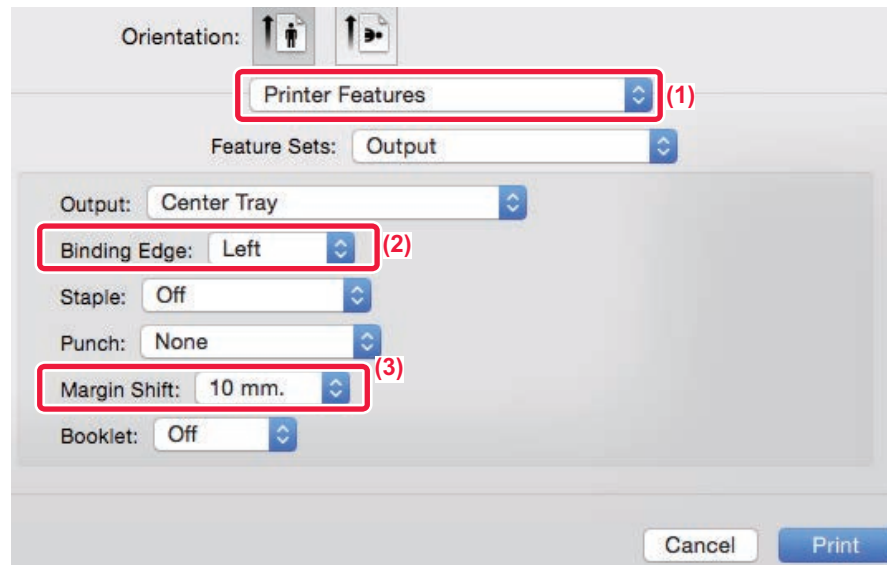 Orientation:
Printer Features (1)
Feature Sets: Output
Output: Center Tray
Binding Edge: Left (2)
Staple: Off
Punch: None
(3)
Margin Shift: 10 mm.
Booklet: Off
Cancel Print